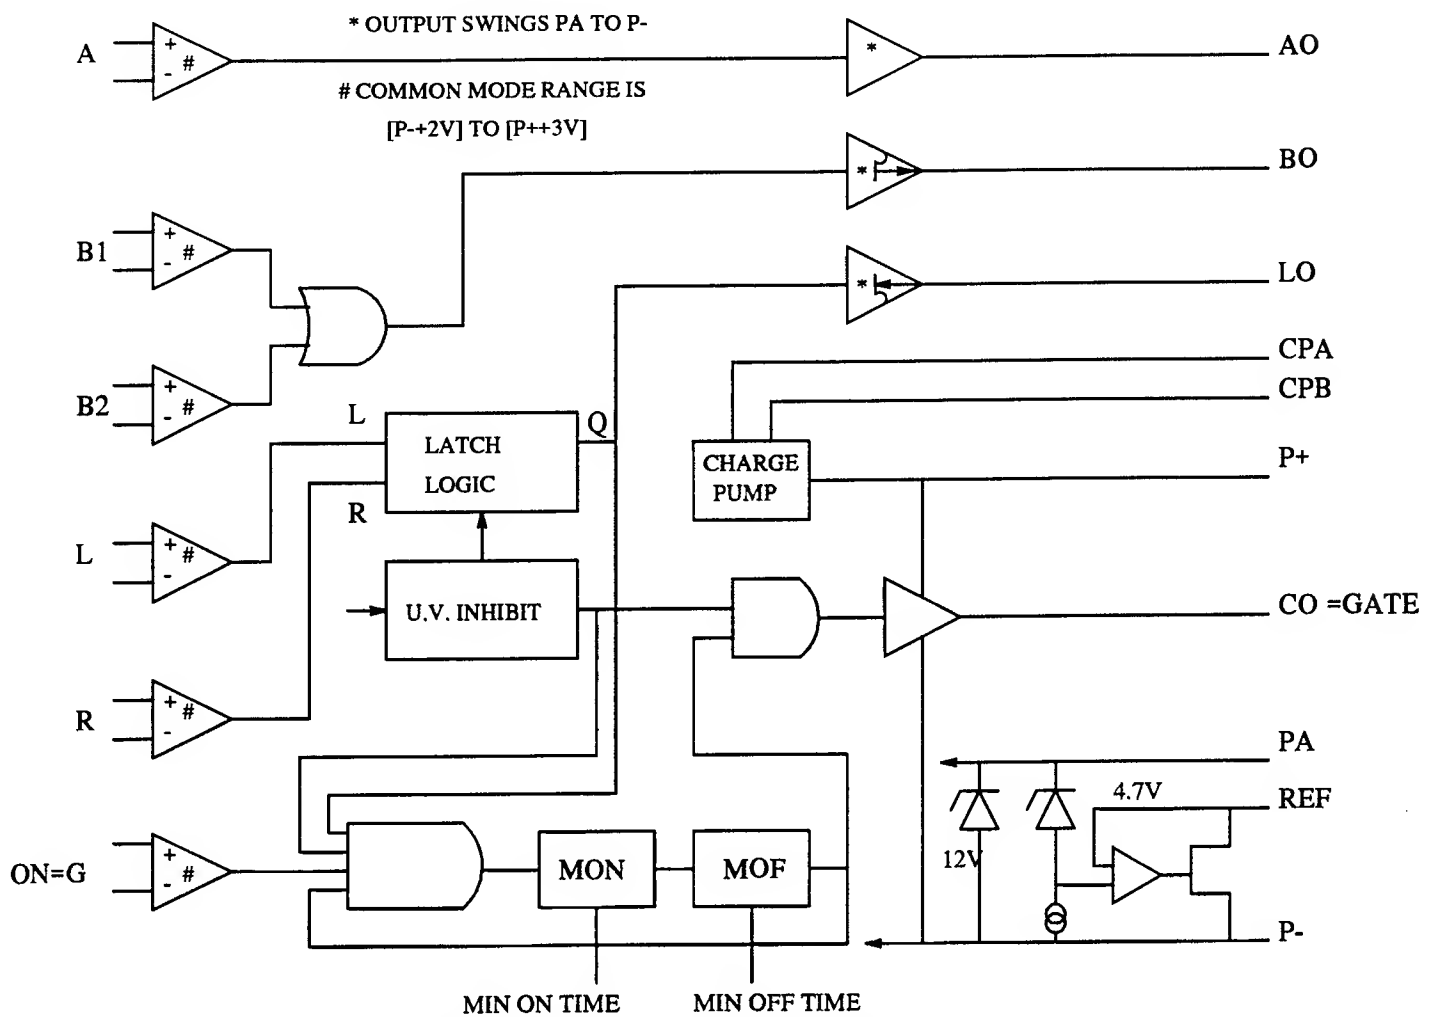 * OUTPUT SWINGS PA TO P-
A
+
-
#
*
AO
# COMMON MODE RANGE IS
[P-+2V] TO [P++3V]
*
BO
B1
+
-
#
*
LO
B2
+
-
#
CPA
CPB
L
LATCH
LOGIC
Q
R
CHARGE
PUMP
P+
L
+
-
#
U.V. INHIBIT
CO =GATE
R
+
-
#
PA
4.7V
REF
12V
ON=G
+
-
#
MON
MOF
P-
MIN ON TIME
MIN OFF TIME